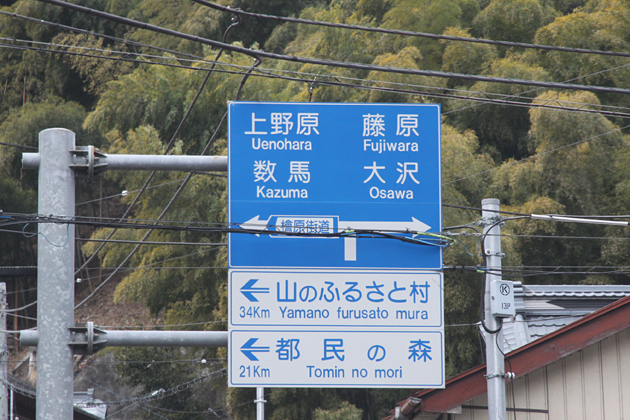 上野原 藤原
Uenohara Fujiwara
数馬 大沢
Kazuma Osawa
檜原街道
山のふるさと村
34Km Yamano furusato mura
都民の森
21Km Tomin no mori